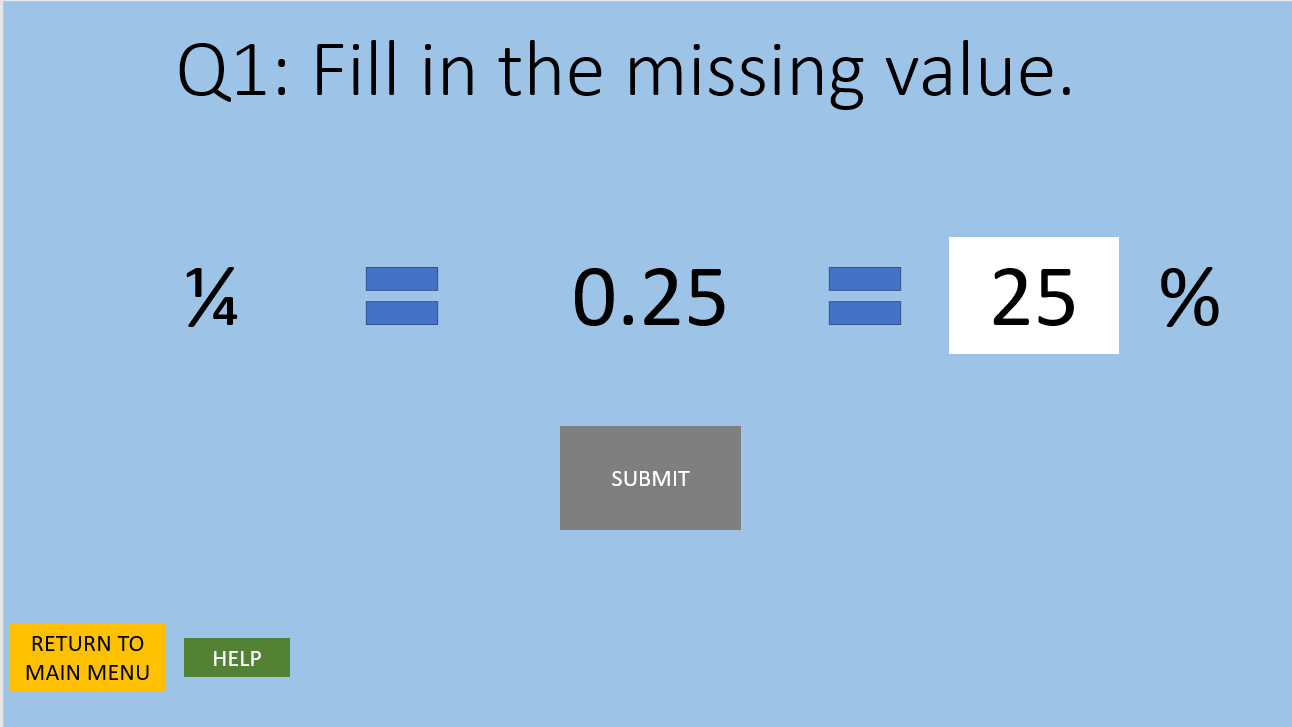 Q1: Fill in the missing value.
¼ = 0.25 = 25 %
SUBMIT
RETURN TO
MAIN MENU
HELP